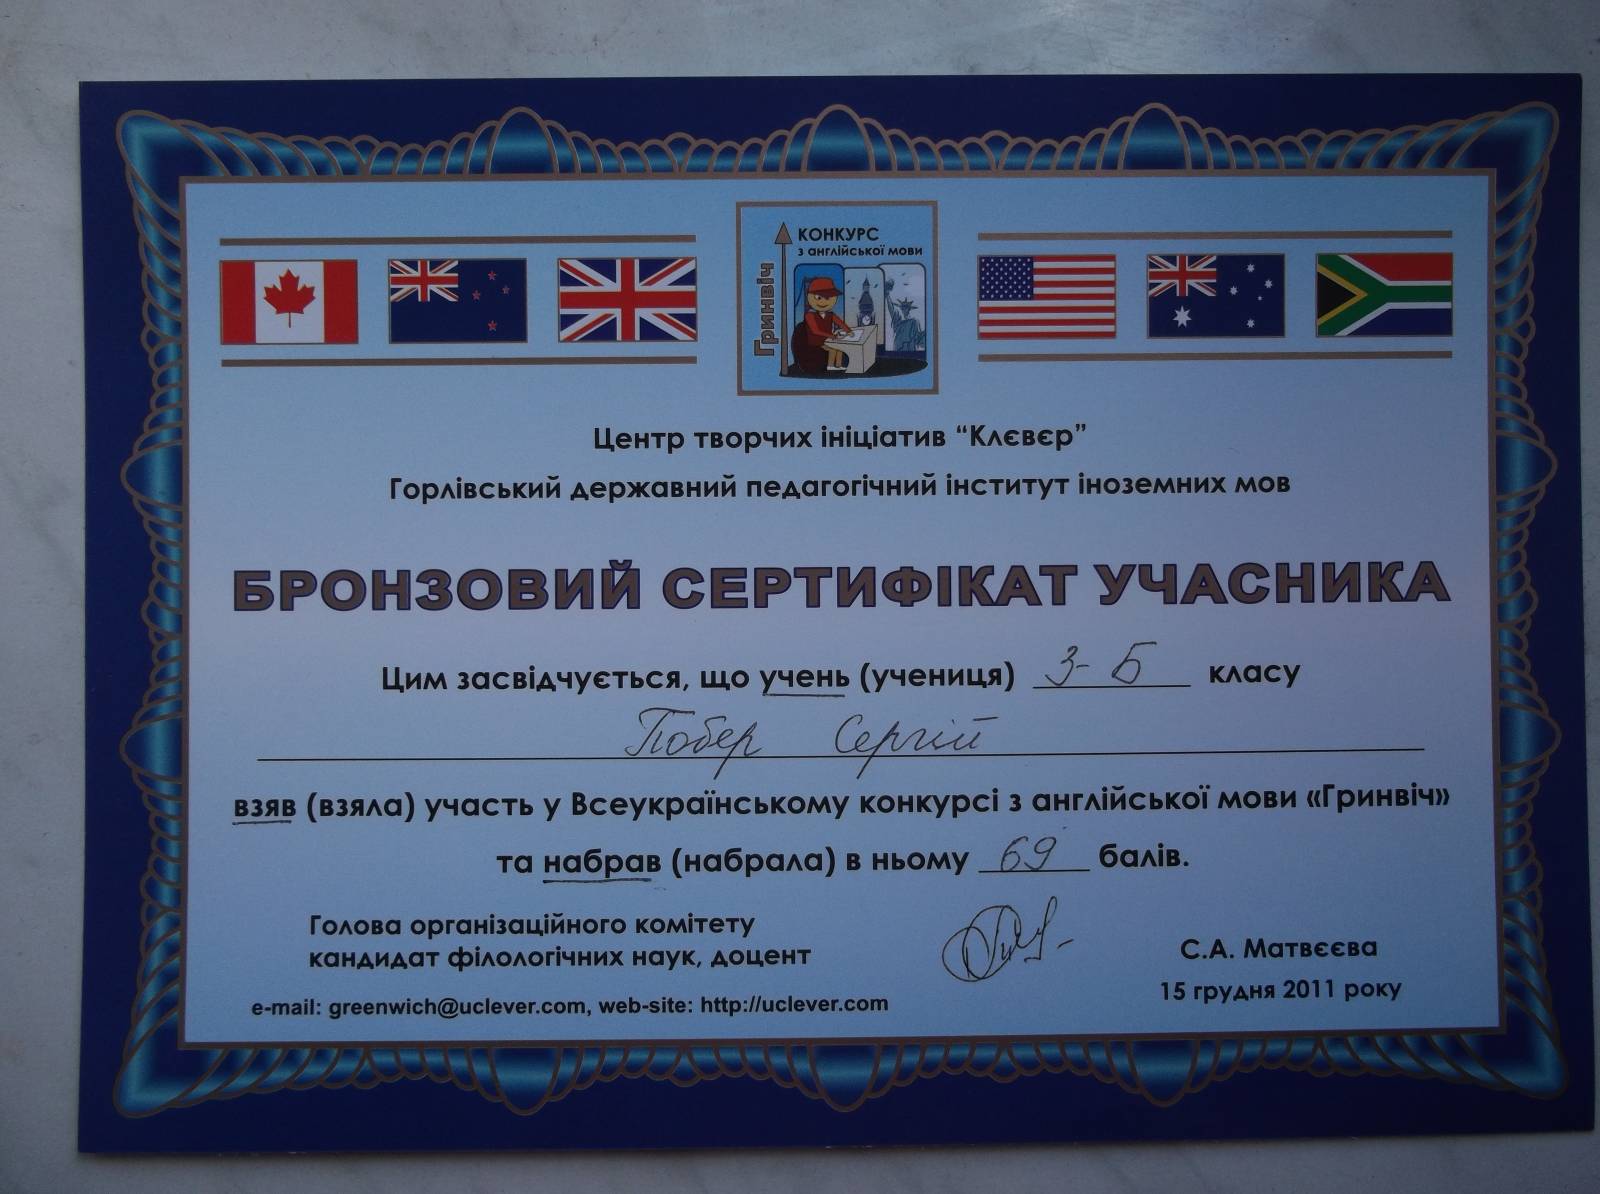 КОНКУРС
з англійської мови
Гринвіч
Центр творчих ініціатив “Клєвєр”
Горлівський державний педагогічний інститут іноземних мов
БРОНЗОВИЙ СЕРТИФІКАТ УЧАСНИКА
Цим засвідчується, що учень (учениця) 3-Б класу
Побер Сергій
взяв (взяла) участь у Всеукраїнському конкурсі з англійської мови «Гринвіч»
та набрав (набрала) в ньому 69 балів.
Голова організаційного комітету
кандидат філологічних наук, доцент
С.А. Матвєєва
15 грудня 2011 року
e-mail: greenwich@uclever.com, web-site: http://uclever.com